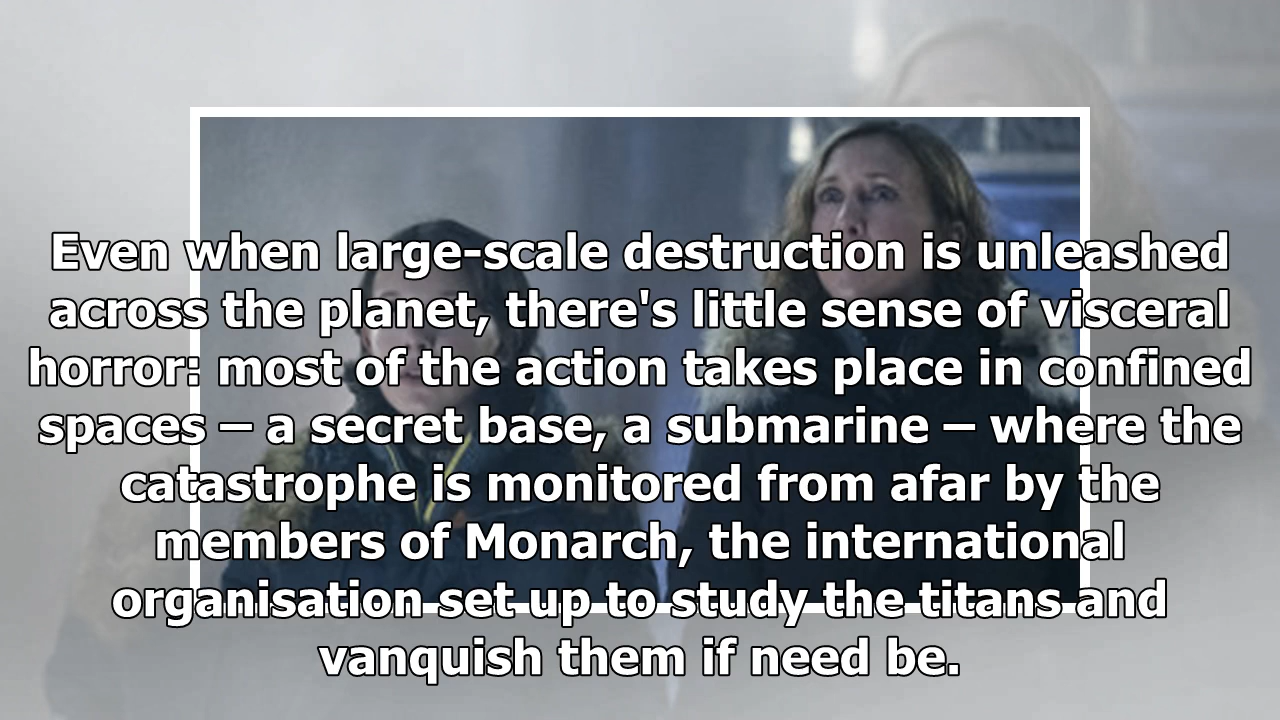 Even when large-scale destruction is unleashed
across the planet, there's little sense of visceral
horror: most of the action takes place in confined
spaces – a secret base, a submarine – where the
catastrophe is monitored from afar by the
members of Monarch, the international
organisation set up to study the titans and
vanquish them if need be.